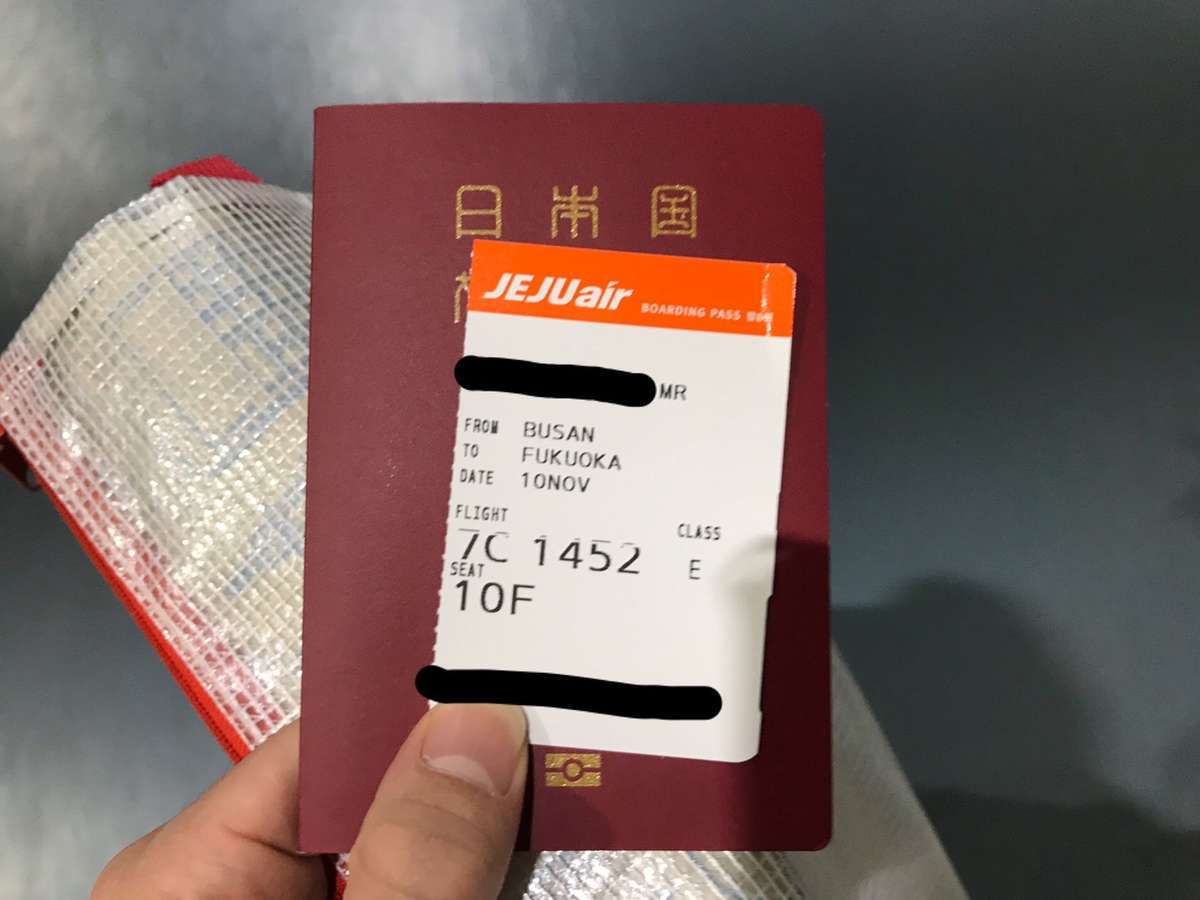 日本国
JEJUair BOARDING PASS 탑승권
MR
FROM BUSAN
TO FUKUOKA
DATE 10NOV
FLIGHT CLASS
7C 1452 E
SEAT
10F